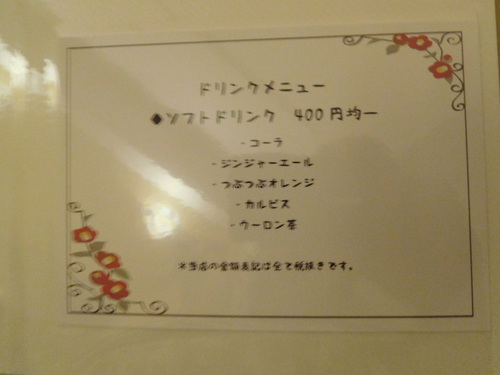 ドリンクメニュー
◆ソフトドリンク 400円均一
・コーラ
・ジンジャーエール
・つぶつぶオレンジ
・カルピス
・ウーロン茶
※当店の金額表記は全て税抜きです。